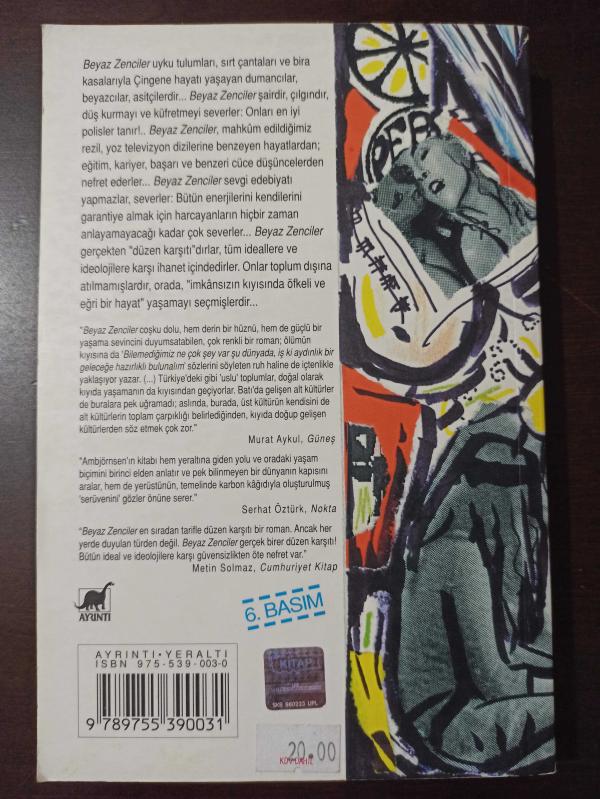 Beyaz Zenciler uyku tulumları, sırt çantaları ve bira
kasalarıyla Çingene hayatı yaşayan dumancılar,
beyazcılar, asitçilerdir... Beyaz Zenciler şairdir, çılgındır,
düş kurmayı ve küfretmeyi severler: Onları en iyi
polisler tanır!.. Beyaz Zenciler, mahkûm edildiğimiz
rezil, yoz televizyon dizilerine benzeyen hayatlardan;
eğitim, kariyer, başarı ve benzeri cüce düşüncelerden
nefret ederler... Beyaz Zenciler sevgi edebiyatı
yapmazlar, severler: Bütün enerjilerini kendilerini
garantiye almak için harcayanların hiçbir zaman
anlayamayacağı kadar çok severler... Beyaz Zenciler
gerçekten "düzen karşıtı"dırlar, tüm ideallere ve
ideolojilere karşı ihanet içindedirler. Onlar toplum dışına
atılmamışlardır, orada, "imkânsızın kıyısında öfkeli ve
eğri bir hayat" yaşamayı seçmişlerdir...
"Beyaz Zenciler coşku dolu, hem derin bir hüznü, hem de güçlü bir
yaşama sevincini duyumsatabilen, çok renkli bir roman; ölümün
kıyısına da 'Bilemediğimiz ne çok şey var şu dünyada, iş ki aydınlık bir
geleceğe hazırlıklı bulunalım' sözlerini söyleten ruh haline de içtenlikle
yaklaşıyor yazar. (...) Türkiye'deki gibi 'uslu' toplumlar, doğal olarak
kıyıda yaşamanın da kıyısından geçiyorlar. Batı'da gelişen alt kültürler
de buralara pek uğramadı; aslında, burada, üst kültürün kendisi de
alt kültürlerin toplam çarpıklığı belirlediğinden, kıyıda doğup gelişen
kültürlerden söz etmek çok zor."
Murat Aykul, Güneş
"Ambjörnsen'ın kitabı hem yeraltına giden yolu ve oradaki yaşam
biçimini birinci elden anlatır ve pek bilinmeyen bir dünyanın kapısını
aralar, hem de yerüstünün, temelinde karbon kâğıdıyla oluşturulmuş
'serüvenini' gözler önüne serer."
Serhat Öztürk, Nokta
"Beyaz Zenciler en sıradan tarifle düzen karşıtı bir roman. Ancak her
yerde duyulan türden değil. Beyaz Zenciler gerçek birer düzen karşıtı!
Bütün ideal ve ideolojilere karşı güvensizlikten öte nefret var."
Metin Solmaz, Cumhuriyet Kitap
AYRINTI
6. BASIM
AYRINTI • YERALTI
ISBN 975-539-003-0
9 789755 390031
KİTAP
SKB 960233 UPL
20.00
KDV DAHİL